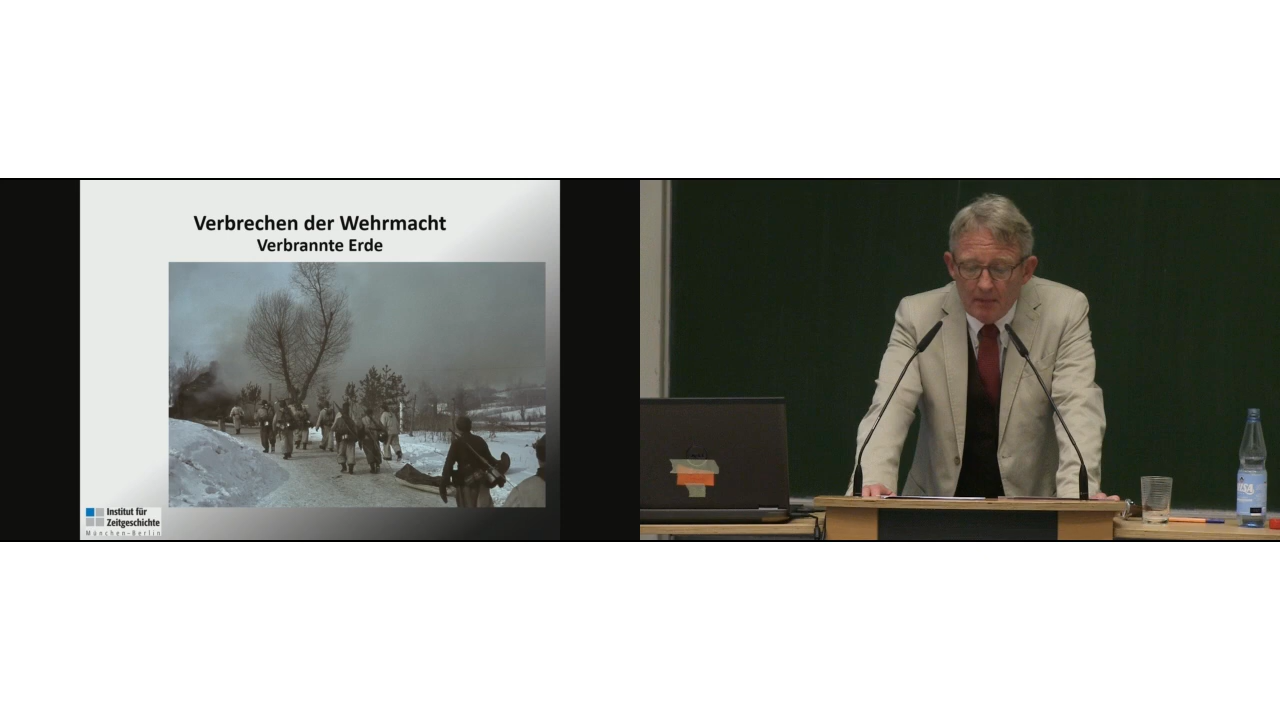 Verbrechen der Wehrmacht
Verbrannte Erde
Institut für
Zeitgeschichte
München-Berlin